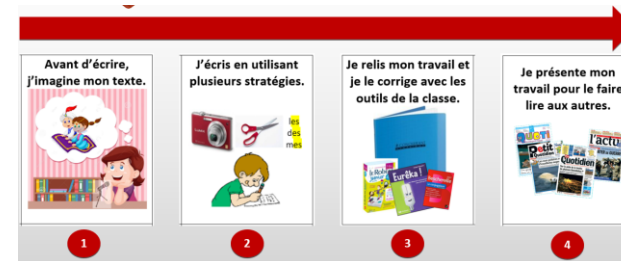 Avant d'écrire,
j'imagine mon texte.
J'écris en utilisant
plusieurs stratégies.
les
des
mes
Je relis mon travail et
je le corrige avec les
outils de la classe.
Eurêka !
Je présente mon
travail pour le faire
lire aux autres.
l'actu
Petit
Quotidien
1
2
3
4